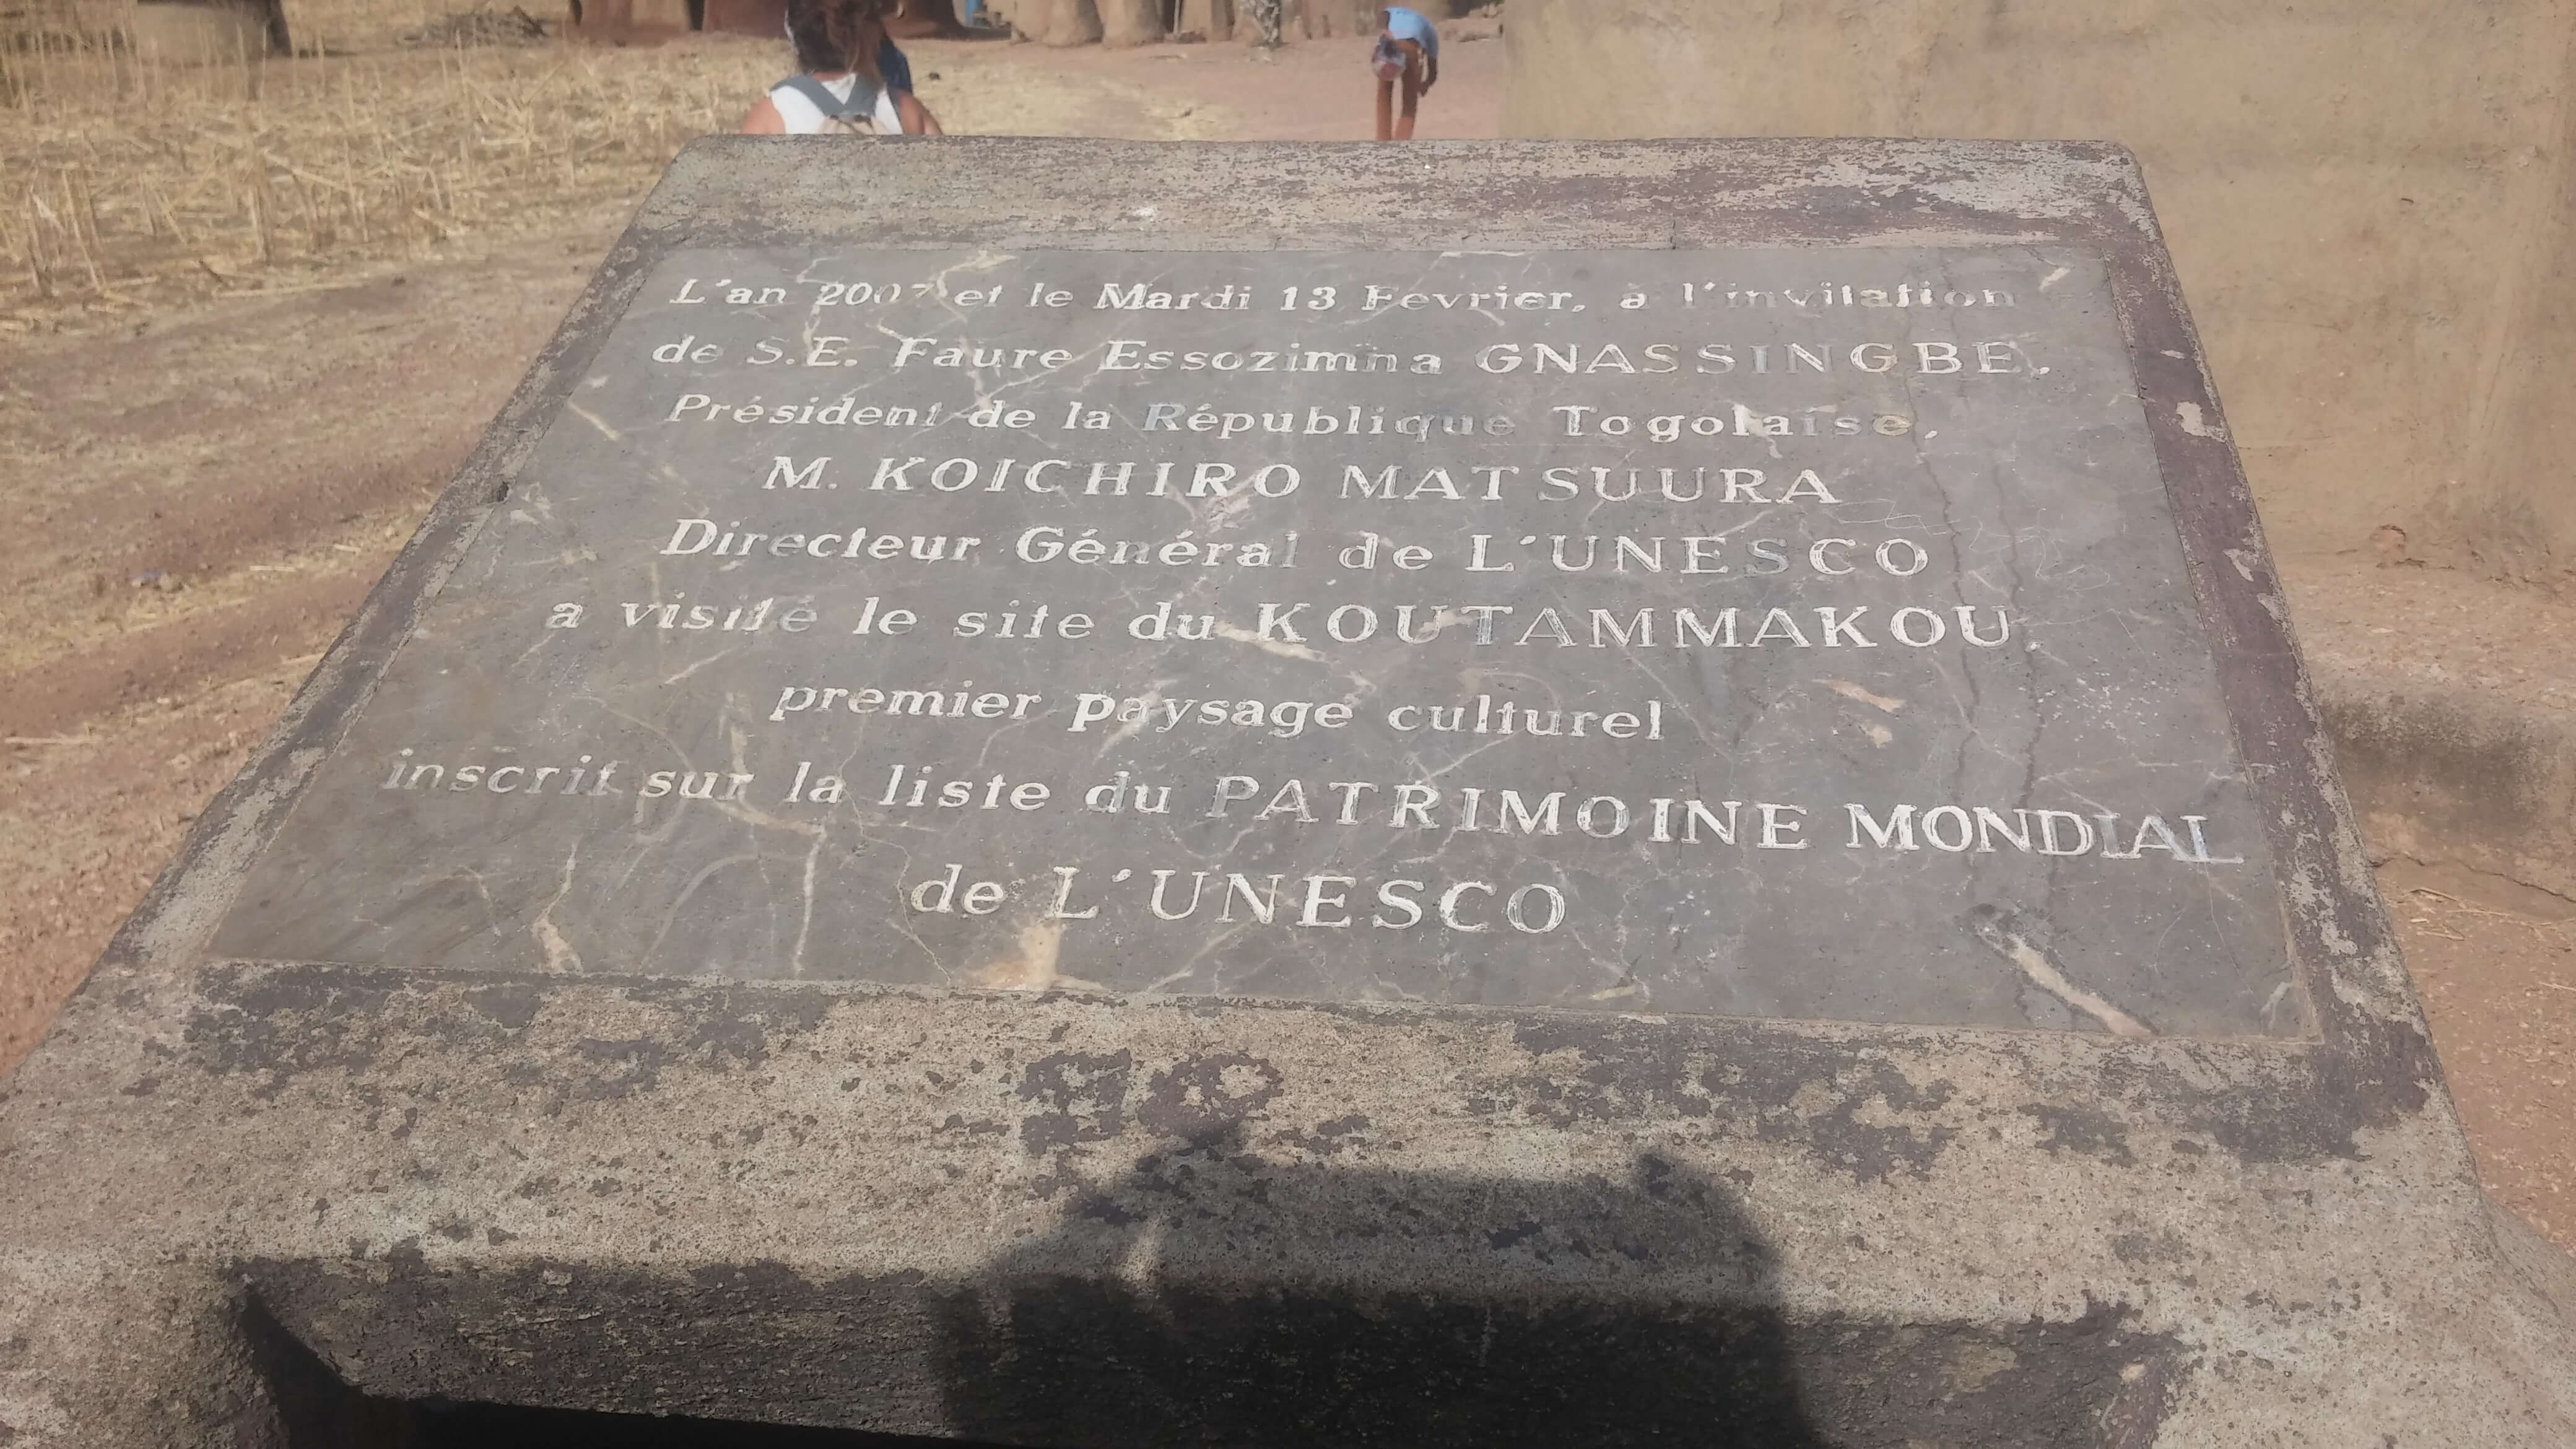 L'an 2007 et le Mardi 13 Fevrier, a l'invitation
de S.E. Faure Essozimna GNASSINGBE,
Président de la République Togolaise,
M. KOICHIRO MATSUURA
Directeur Général de L'UNESCO
a visité le site du KOUTAMMAKOU
premier paysage culturel
inscrit sur la liste du PATRIMOINE MONDIAL
de L'UNESCO